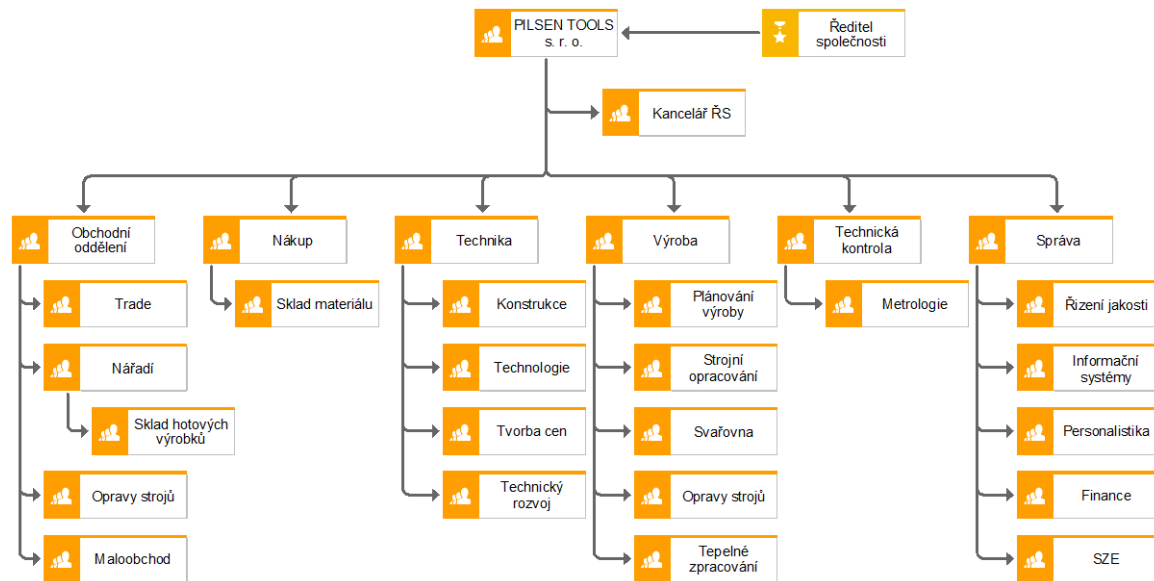 PILSEN TOOLS
s. r. o.
Ředitel
společnosti
Kancelář ŘS
Obchodní
oddělení
Nákup
Technika
Výroba
Technická
kontrola
Správa
Trade
Sklad materiálu
Konstrukce
Plánování
výroby
Metrologie
Řízení jakosti
Nářadí
Technologie
Strojní
opracování
Informační
systémy
Sklad hotových
výrobků
Tvorba cen
Svařovna
Personalistika
Opravy strojů
Technický
rozvoj
Opravy strojů
Finance
Maloobchod
Tepelné
zpracování
SZE